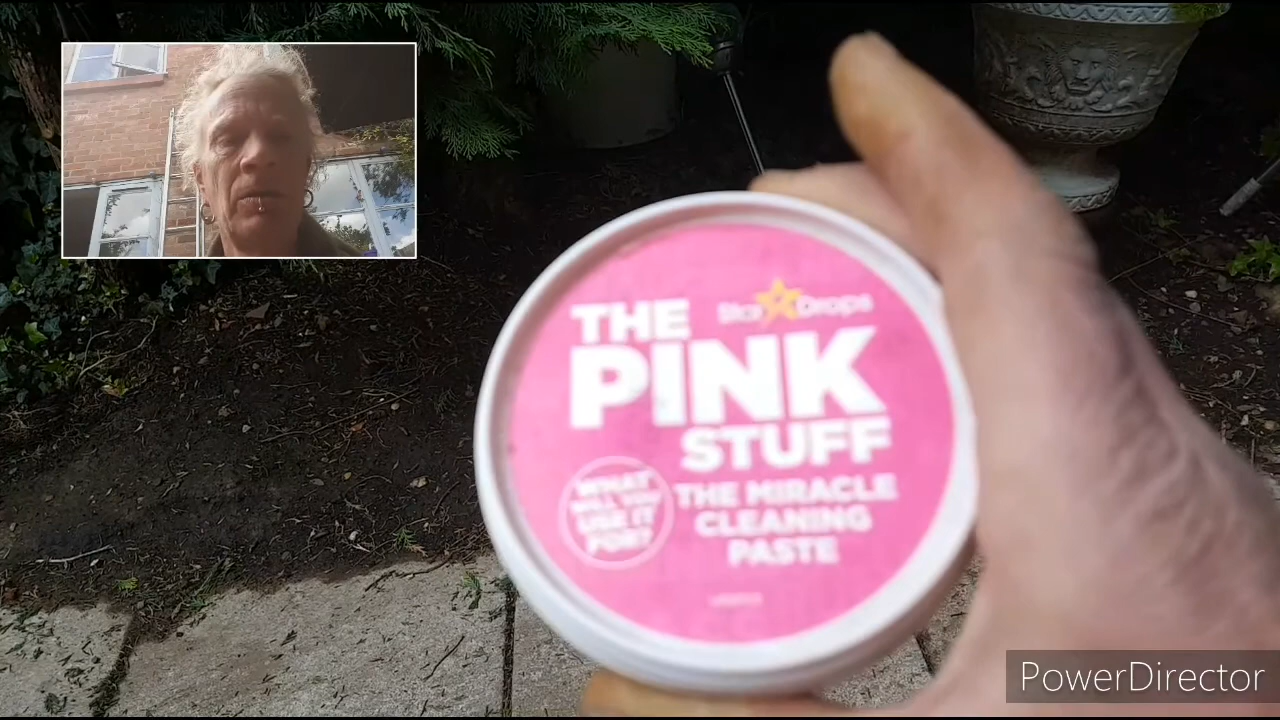 Star Drops
THE
PINK
STUFF
THE MIRACLE
CLEANING
PASTE
WHAT
WILL YOU
USE IT
FOR?
PowerDirector